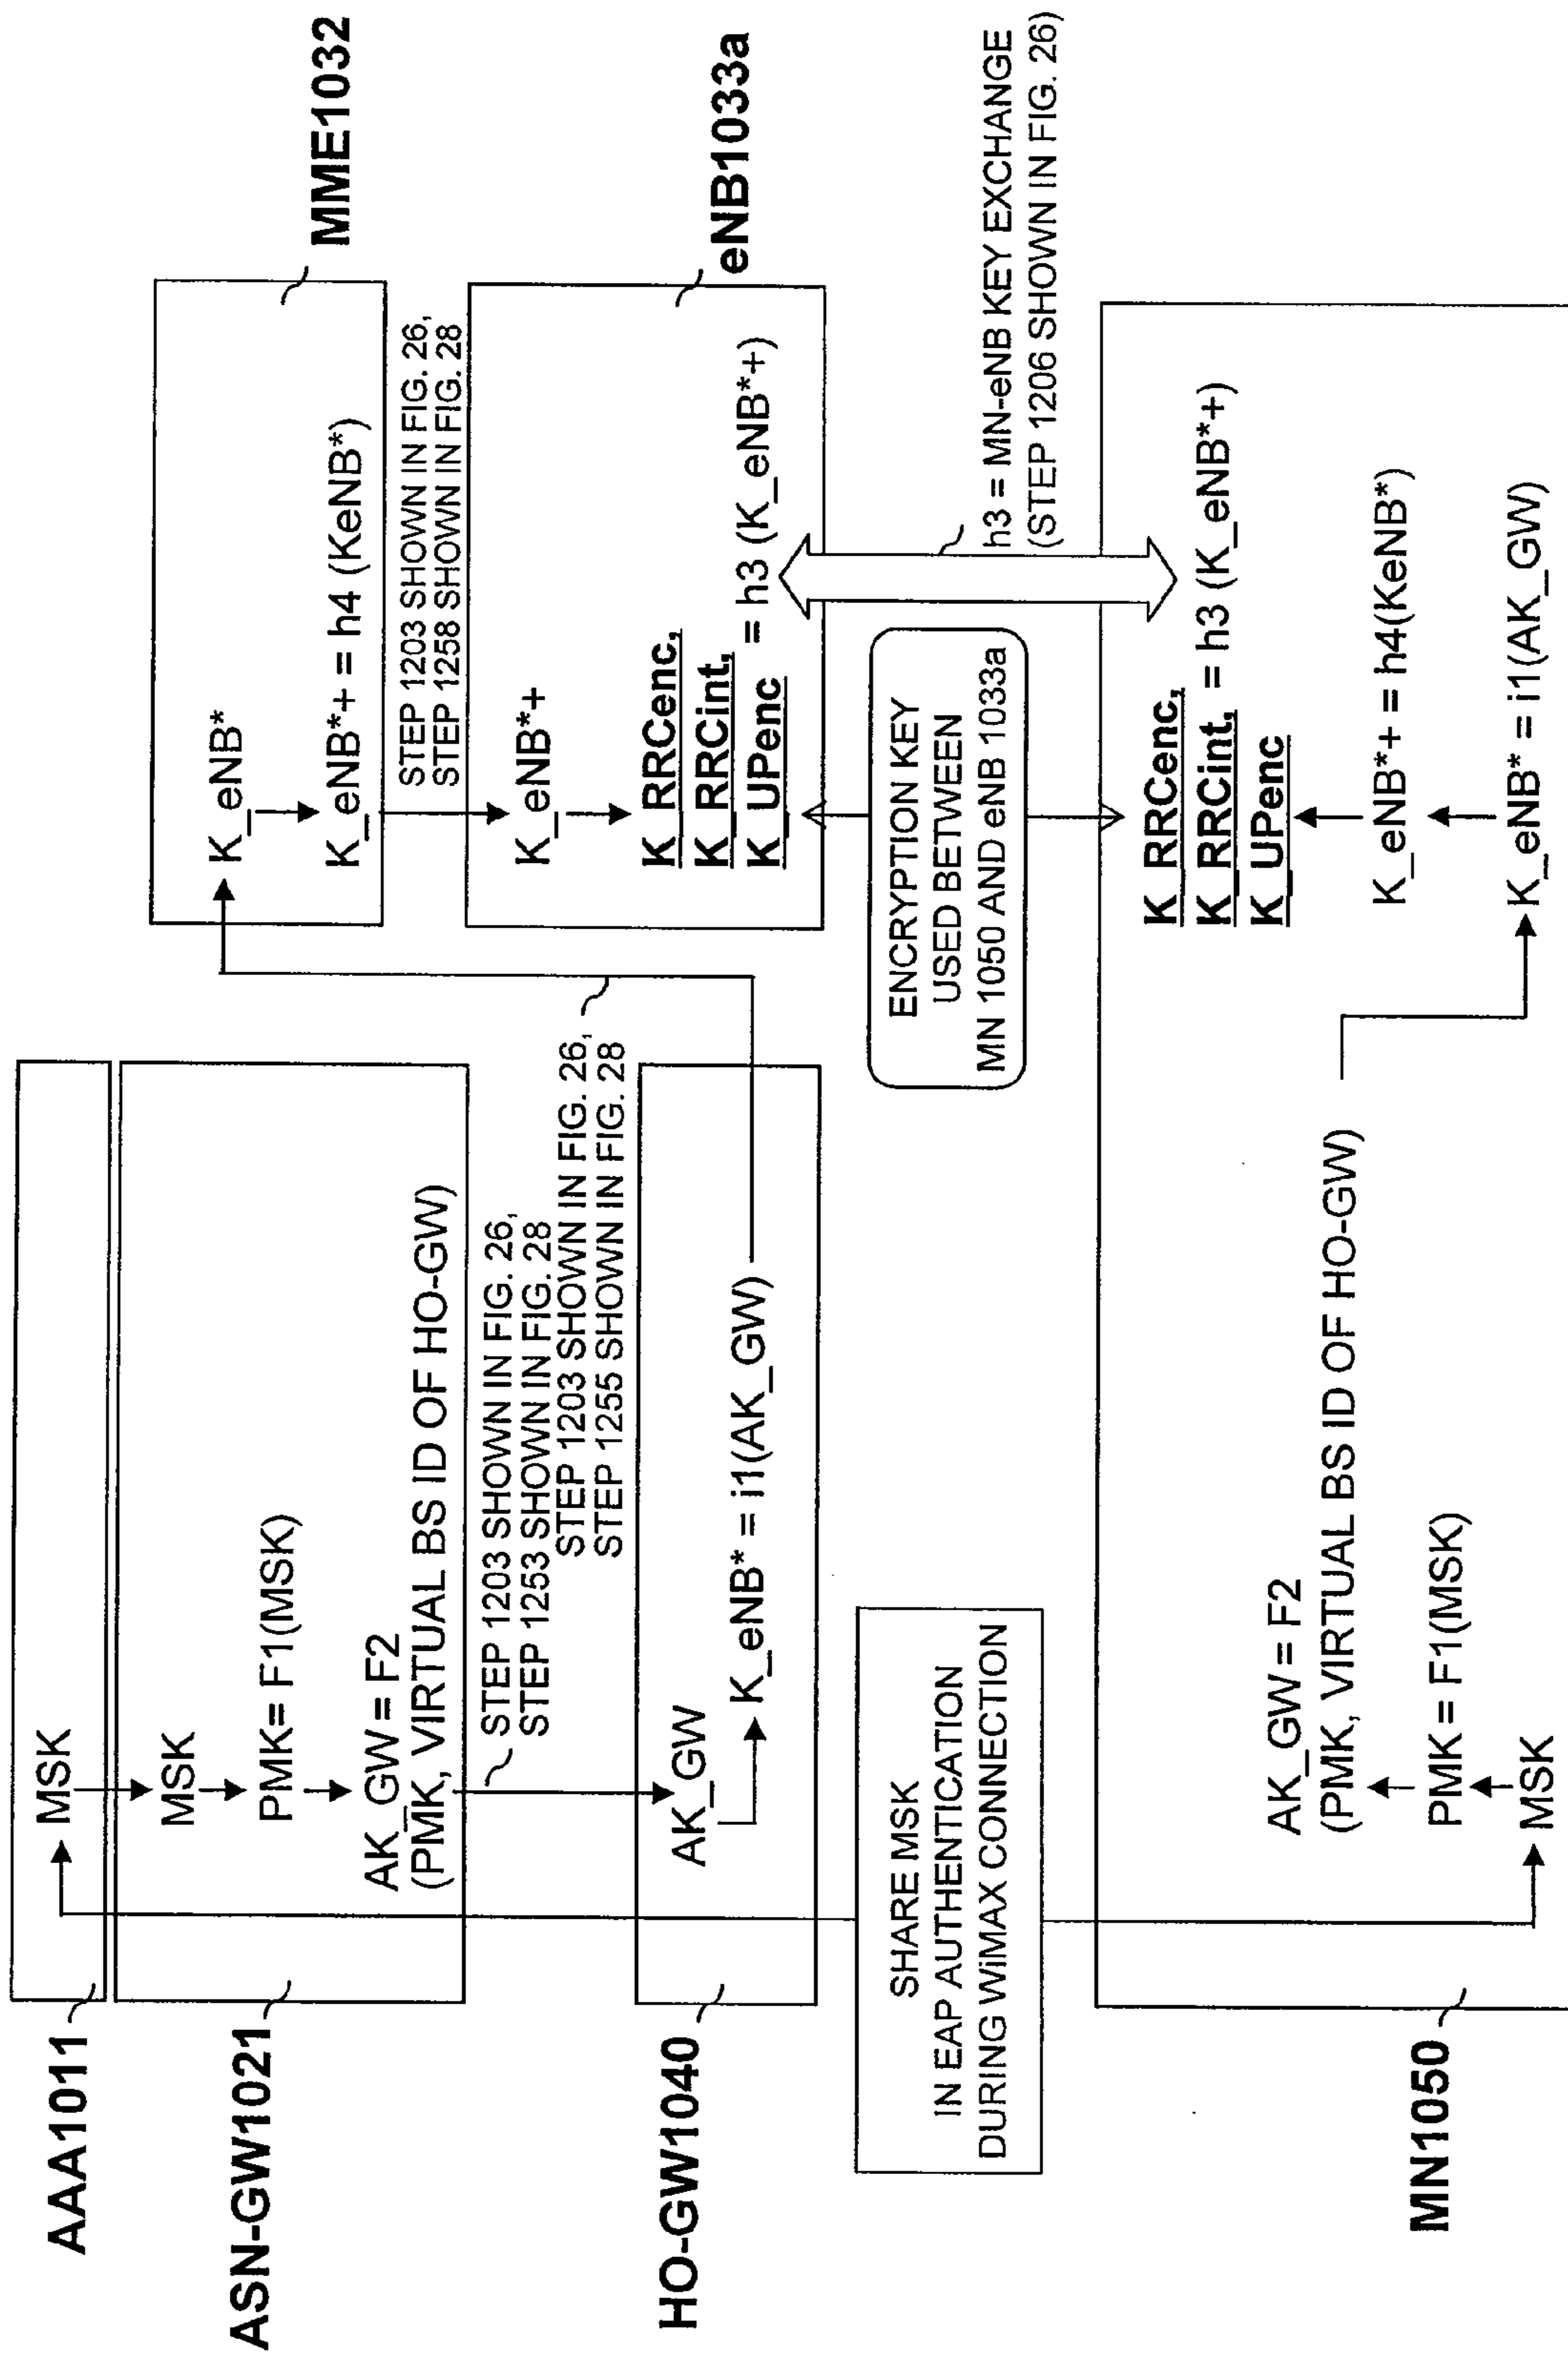 AAA1011
MSK
ASN-GW1021
MSK
PMK= F1(MSK)
AK_GW = F2
(PMK, VIRTUAL BS ID OF HO-GW)
STEP 1203 SHOWN IN FIG. 26,
STEP 1253 SHOWN IN FIG. 28
STEP 1203 SHOWN IN FIG. 26,
STEP 1255 SHOWN IN FIG. 28
HO-GW1040
AK_GW
K_eNB* = i1(AK_GW)
MME1032
K_eNB*
K_eNB*+ = h4 (KeNB*)
STEP 1203 SHOWN IN FIG. 26,
STEP 1258 SHOWN IN FIG. 28
eNB1033a
K_eNB*+
K_RRCenc,
K_RRCint, = h3 (K_eNB*+)
K_UPenc
SHARE MSK
IN EAP AUTHENTICATION
DURING WiMAX CONNECTION
ENCRYPTION KEY
USED BETWEEN
MN 1050 AND eNB 1033a
h3 = MN-eNB KEY EXCHANGE
(STEP 1206 SHOWN IN FIG. 26)
MN1050
AK_GW = F2
(PMK, VIRTUAL BS ID OF HO-GW)
PMK = F1(MSK)
MSK
K_RRCenc,
K_RRCint, = h3 (K_eNB*+)
K_UPenc
K_eNB*+ = h4(KeNB*)
K_eNB* = i1(AK_GW)